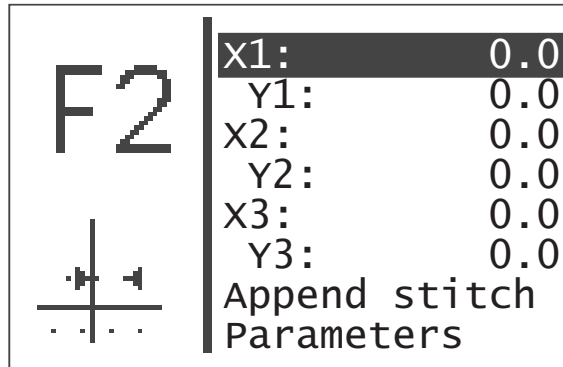 F2
X1: 0.0
Y1: 0.0
X2: 0.0
Y2: 0.0
X3: 0.0
Y3: 0.0
Append stitch
Parameters